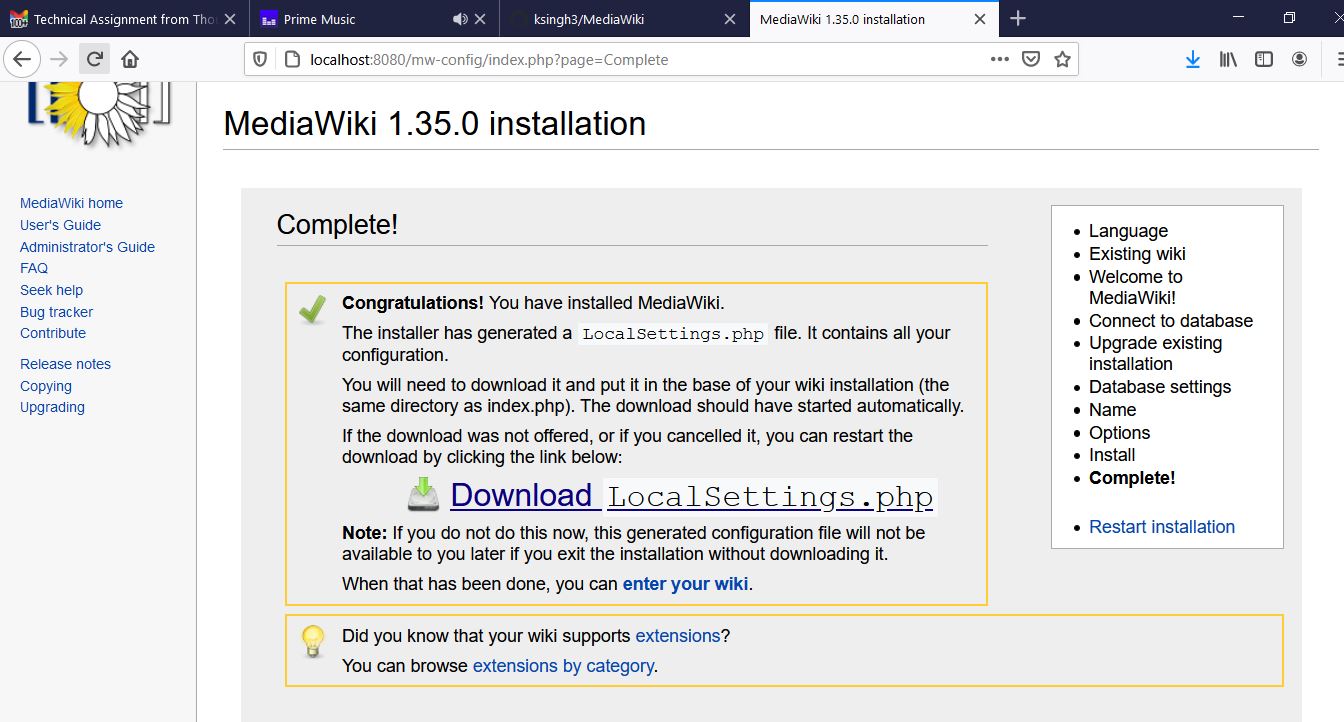 Technical Assignment from Thou
Prime Music
ksingh3/MediaWiki
MediaWiki 1.35.0 installation
localhost:8080/mw-config/index.php?page=Complete
MediaWiki home
User's Guide
Administrator's Guide
FAQ
Seek help
Bug tracker
Contribute
Release notes
Copying
Upgrading
MediaWiki 1.35.0 installation
Complete!
Congratulations! You have installed MediaWiki.
The installer has generated a LocalSettings.php file. It contains all your
configuration.
You will need to download it and put it in the base of your wiki installation (the
same directory as index.php). The download should have started automatically.
If the download was not offered, or if you cancelled it, you can restart the
download by clicking the link below:
Download LocalSettings.php
Note: If you do not do this now, this generated configuration file will not be
available to you later if you exit the installation without downloading it.
When that has been done, you can enter your wiki.
Did you know that your wiki supports extensions?
You can browse extensions by category.
Language
Existing wiki
Welcome to
MediaWiki!
Connect to database
Upgrade existing
installation
Database settings
Name
Options
Install
Complete!
Restart installation